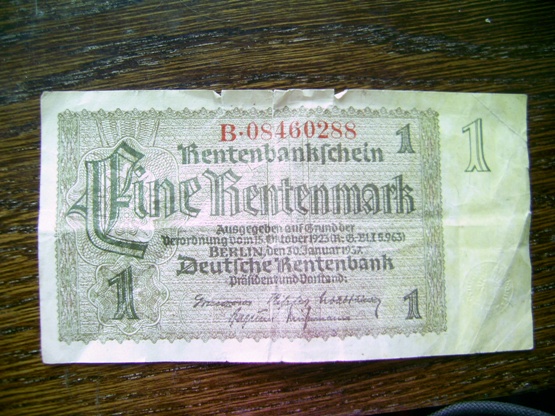 B·08460288
1
Rentenbankschein
1
Eine Rentenmark
Ausgegeben auf Grund der
Verordnung vom 15. Oktober 1923 (R.-G.-Bl. I S. 963)
BERLIN, den 30. Januar 1937.
Deutsche Rentenbank
Präsident und Vorstand:
1
1